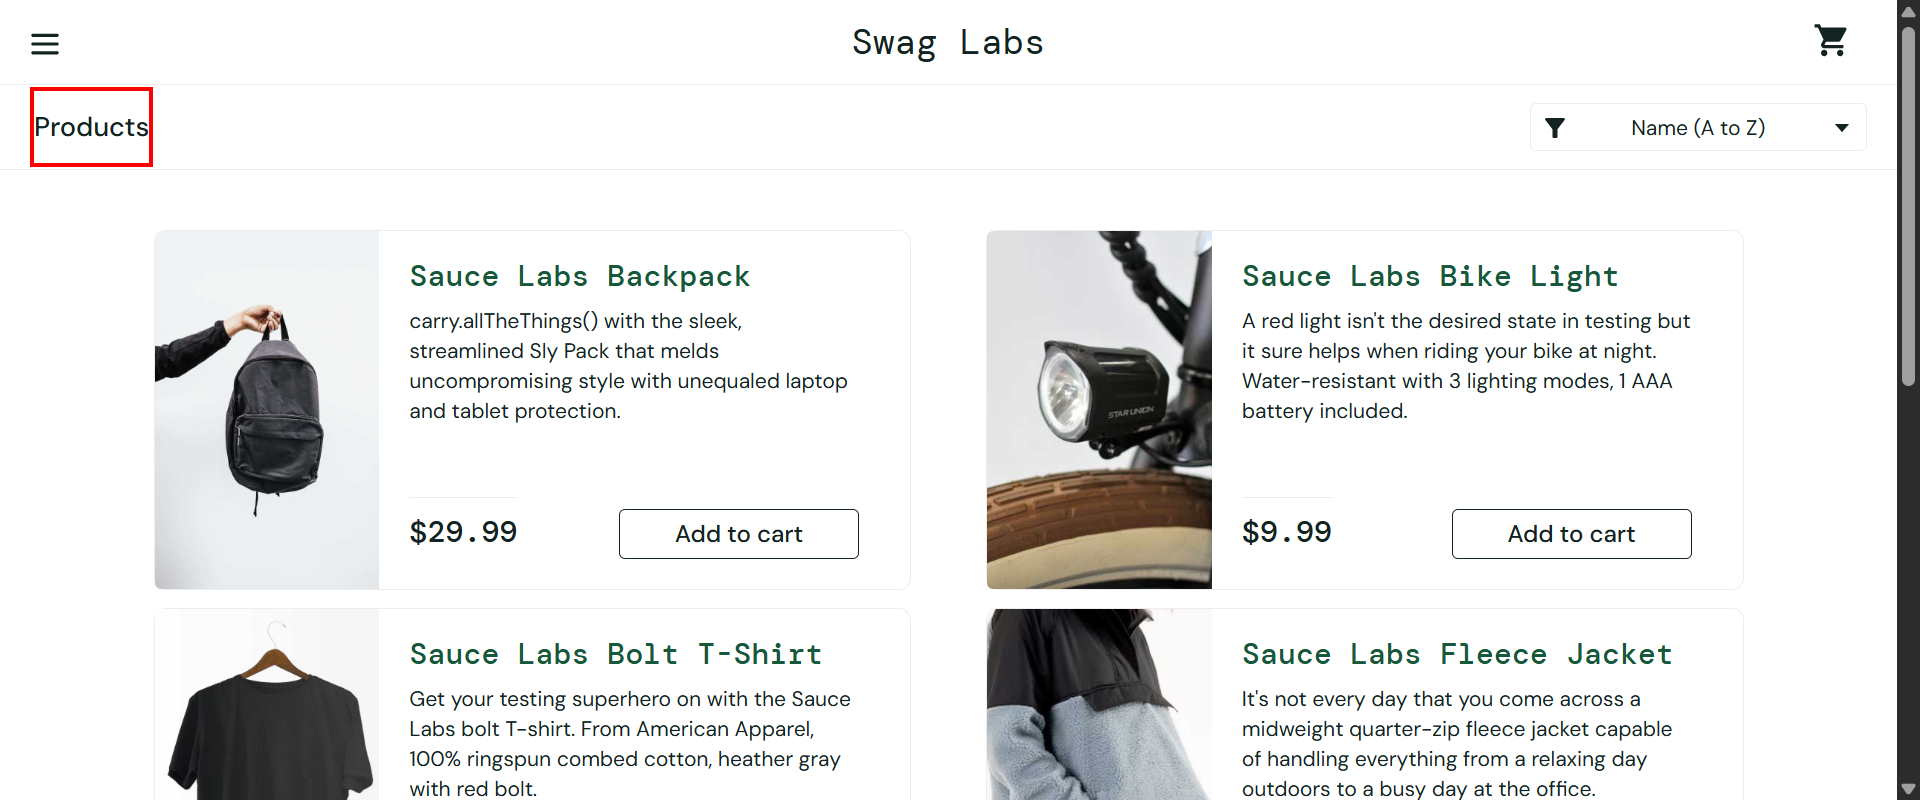 Swag Labs
Products
Name (A to Z)
Sauce Labs Backpack
carry.allTheThings() with the sleek,
streamlined Sly Pack that melds
uncompromising style with unequaled laptop
and tablet protection.
$29.99
Add to cart
Sauce Labs Bike Light
A red light isn't the desired state in testing but
it sure helps when riding your bike at night.
Water-resistant with 3 lighting modes, 1 AAA
battery included.
STAR UNION
$9.99
Add to cart
Sauce Labs Bolt T-Shirt
Get your testing superhero on with the Sauce
Labs bolt T-shirt. From American Apparel,
100% ringspun combed cotton, heather gray
with red bolt.
Sauce Labs Fleece Jacket
It's not every day that you come across a
midweight quarter-zip fleece jacket capable
of handling everything from a relaxing day
outdoors to a busy day at the office.